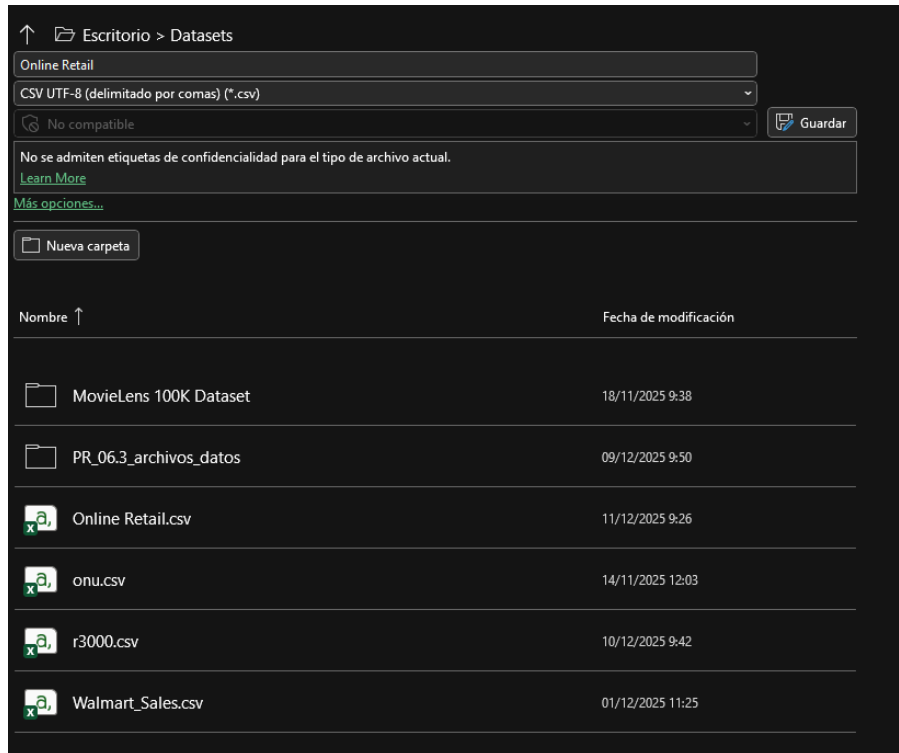 Escritorio > Datasets
Online Retail
CSV UTF-8 (delimitado por comas) (*.csv)
No compatible
Guardar
No se admiten etiquetas de confidencialidad para el tipo de archivo actual.
Learn More
Más opciones...
Nueva carpeta
Nombre Fecha de modificación
MovieLens 100K Dataset 18/11/2025 9:38
PR_06.3_archivos_datos 09/12/2025 9:50
Online Retail.csv 11/12/2025 9:26
onu.csv 14/11/2025 12:03
r3000.csv 10/12/2025 9:42
Walmart_Sales.csv 01/12/2025 11:25